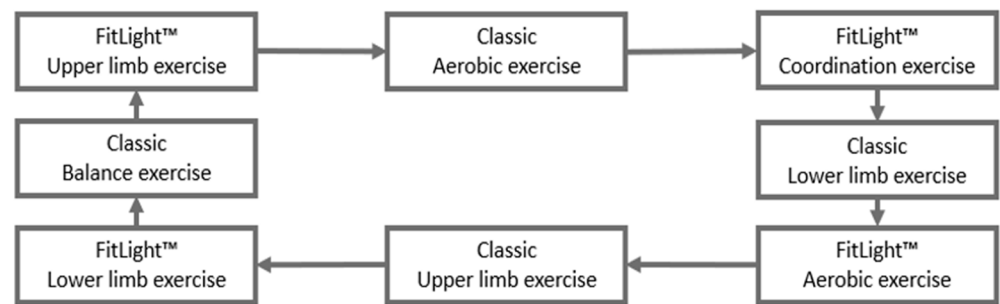 FitLight™
Upper limb exercise
Classic
Aerobic exercise
FitLight™
Coordination exercise
Classic
Balance exercise
Classic
Lower limb exercise
FitLight™
Lower limb exercise
Classic
Upper limb exercise
FitLight™
Aerobic exercise